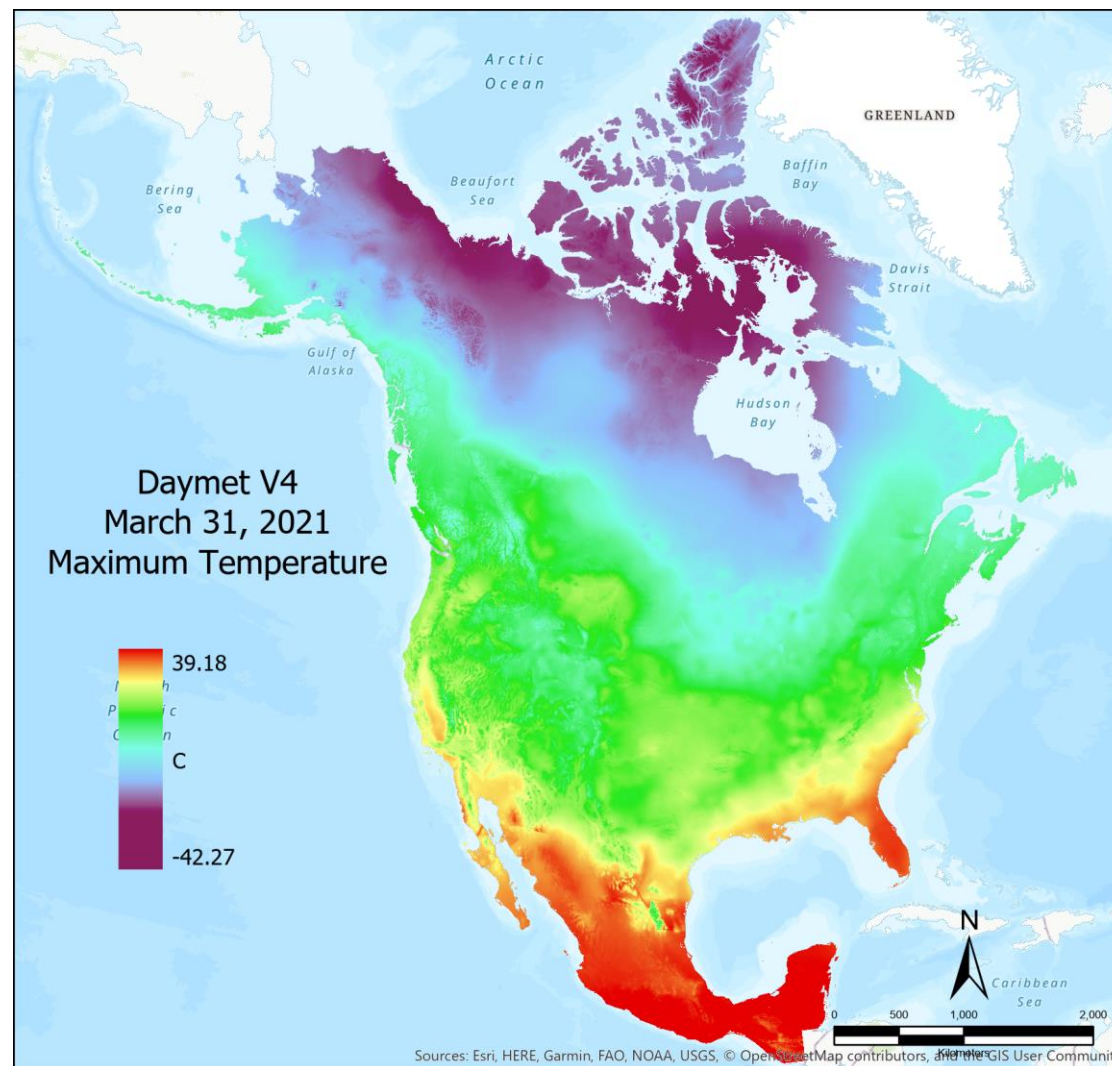 Arctic
Ocean
GREENLAND
Bering
Sea
Beaufort
Sea
Baffin
Bay
Davis
Strait
Gulf of
Alaska
Hudson
Bay
Daymet V4
March 31, 2021
Maximum Temperature
39.18
C
-42.27
N
Caribbean
Sea
0 500 1,000 2,000
Kilometers
Sources: Esri, HERE, Garmin, FAO, NOAA, USGS, © OpenStreetMap contributors, and the GIS User Communit